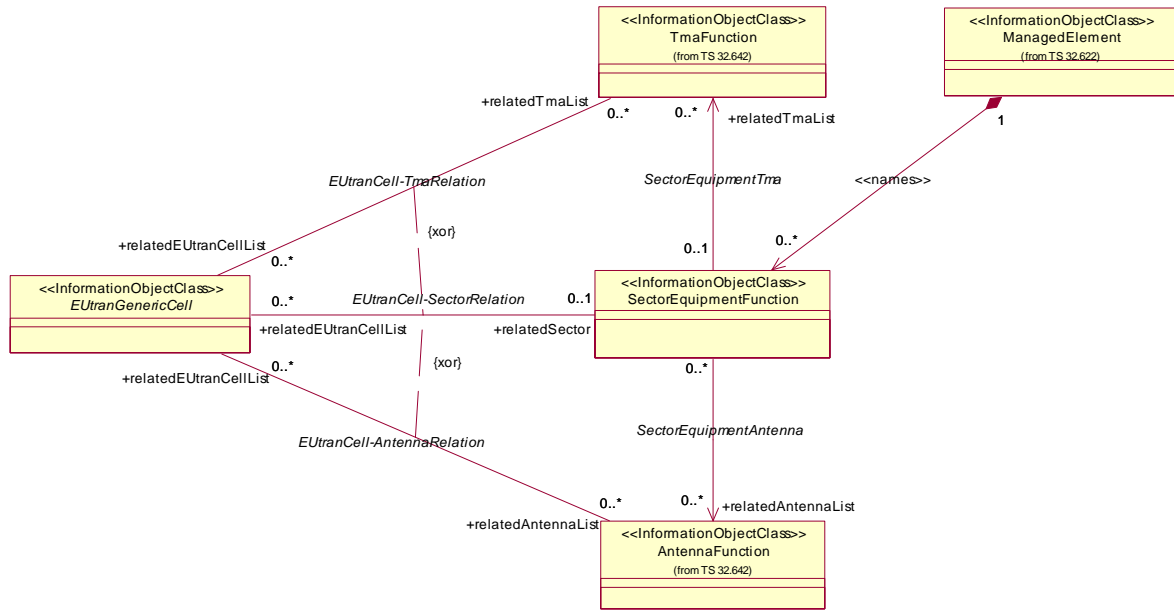 <<InformationObjectClass>>
TmaFunction
(from TS 32.642)
<<InformationObjectClass>>
ManagedElement
(from TS 32.622)
+relatedTmaList
0..*
0..*
+relatedTmaList
1
EUtranCell-TmaRelation
SectorEquipmentTma
<<names>>
{xor}
+relatedEUtranCellList
0..*
0..1
0..*
<<InformationObjectClass>>
EUtranGenericCell
0..*
EUtranCell-SectorRelation
0..1
<<InformationObjectClass>>
SectorEquipmentFunction
+relatedEUtranCellList
+relatedSector
0..*
{xor}
+relatedEUtranCellList
0..*
EUtranCell-AntennaRelation
SectorEquipmentAntenna
0..*
+relatedAntennaList
0..*
+relatedAntennaList
<<InformationObjectClass>>
AntennaFunction
(from TS 32.642)